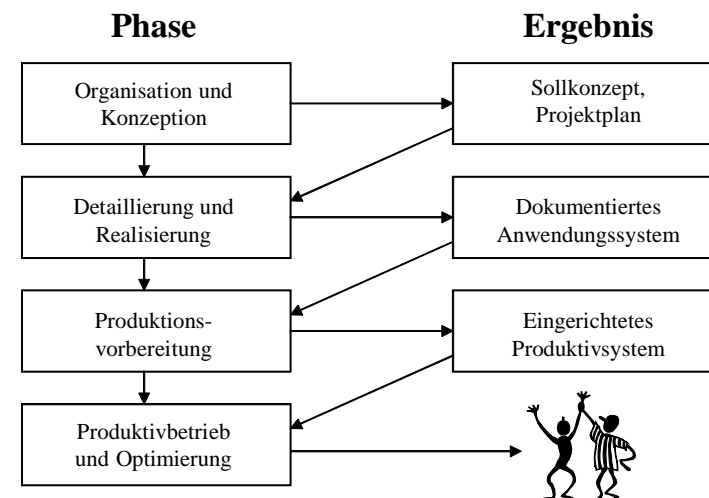 Phase
Ergebnis
Organisation und
Konzeption
Sollkonzept,
Projektplan
Detaillierung und
Realisierung
Dokumentiertes
Anwendungssystem
Produktions-
vorbereitung
Eingerichtetes
Produktivsystem
Produktivbetrieb
und Optimierung